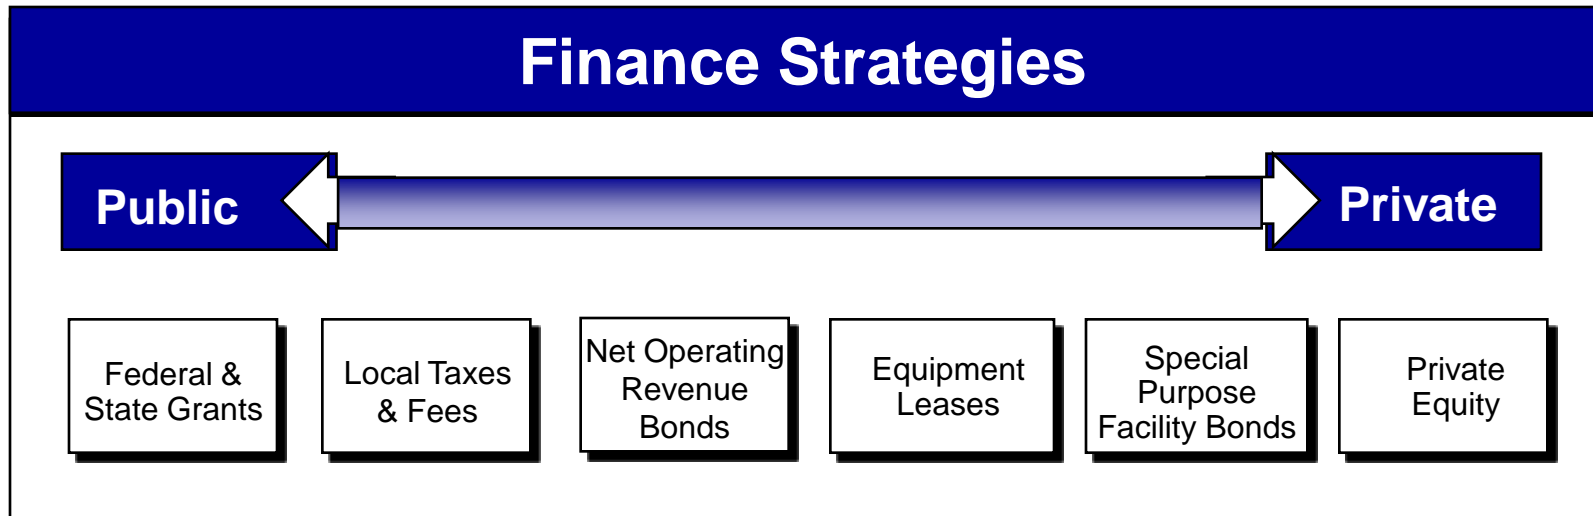 Finance Strategies
Public
Private
Federal &
State Grants
Local Taxes
& Fees
Net Operating
Revenue
Bonds
Equipment
Leases
Special
Purpose
Facility Bonds
Private
Equity